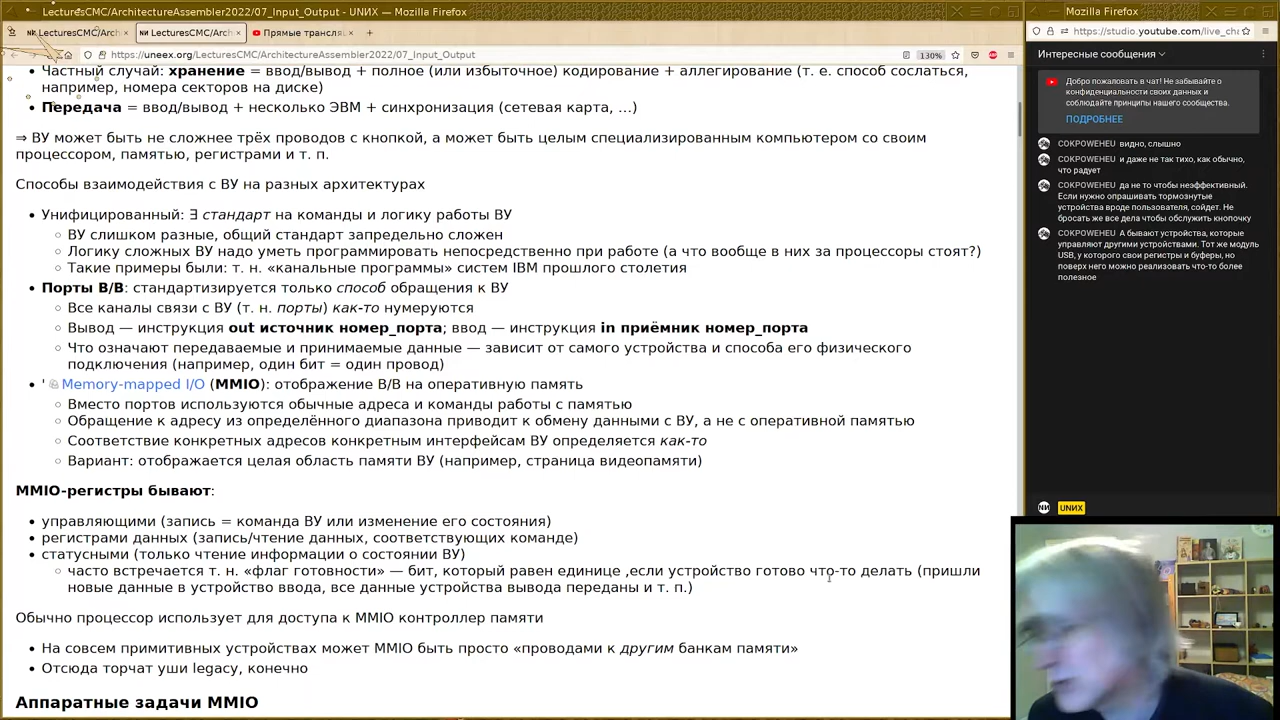 LecturesCMC/ArchitectureAssembler2022/07_Input_Output - UNИX — Mozilla Firefox
Mozilla Firefox
LecturesCMC/Archite
LecturesCMC/Archite
Прямые трансляц
https://uneex.org/LecturesCMC/ArchitectureAssembler2022/07_Input_Output
130%
https://studio.youtube.com/live_cha
• Частный случай: хранение = ввод/вывод + полное (или избыточное) кодирование + аллегирование (т. е. способ сослаться,
например, номера секторов на диске)
• Передача = ввод/вывод + несколько ЭВМ + синхронизация (сетевая карта, …)
⇒ ВУ может быть не сложнее трёх проводов с кнопкой, а может быть целым специализированным компьютером со своим
процессором, памятью, регистрами и т. п.
Способы взаимодействия с ВУ на разных архитектурах
• Унифицированный: ∃ стандарт на команды и логику работы ВУ
◦ ВУ слишком разные, общий стандарт запредельно сложен
◦ Логику сложных ВУ надо уметь программировать непосредственно при работе (а что вообще в них за процессоры стоят?)
◦ Такие примеры были: т. н. «канальные программы» систем IBM прошлого столетия
• Порты В/В: стандартизируется только способ обращения к ВУ
◦ Все каналы связи с ВУ (т. н. порты) как-то нумеруются
◦ Вывод — инструкция out источник номер_порта; ввод — инструкция in приёмник номер_порта
◦ Что означают передаваемые и принимаемые данные — зависит от самого устройства и способа его физического
подключения (например, один бит = один провод)
• ' Memory-mapped I/O (MMIO): отображение В/В на оперативную память
◦ Вместо портов используются обычные адреса и команды работы с памятью
◦ Обращение к адресу из определённого диапазона приводит к обмену данными с ВУ, а не с оперативной памятью
◦ Соответствие конкретных адресов конкретным интерфейсам ВУ определяется как-то
◦ Вариант: отображается целая область памяти ВУ (например, страница видеопамяти)
MMIO-регистры бывают:
• управляющими (запись = команда ВУ или изменение его состояния)
• регистрами данных (запись/чтение данных, соответствующих команде)
• статусными (только чтение информации о состоянии ВУ)
◦ часто встречается т. н. «флаг готовности» — бит, который равен единице ,если устройство готово что-то делать (пришли
новые данные в устройство ввода, все данные устройства вывода переданы и т. п.)
Обычно процессор использует для доступа к MMIO контроллер памяти
• На совсем примитивных устройствах может MMIO быть просто «проводами к другим банкам памяти»
• Отсюда торчат уши legacy, конечно
Аппаратные задачи MMIO
Интересные сообщения
Добро пожаловать в чат! Не забывайте о
конфиденциальности своих данных и
соблюдайте принципы нашего сообщества.
ПОДРОБНЕЕ
COKPOWEHEU видно, слышно
COKPOWEHEU и даже не так тихо, как обычно,
что радует
COKPOWEHEU да не то чтобы неэффективный.
Если нужно опрашивать тормознутые
устройства вроде пользователя, сойдет. Не
бросать же все дела чтобы обслужить кнопочку
COKPOWEHEU А бывают устройства, которые
управляют другими устройствами. Тот же модуль
USB, у которого свои регистры и буферы, но
поверх него можно реализовать что-то более
полезное
UNИX